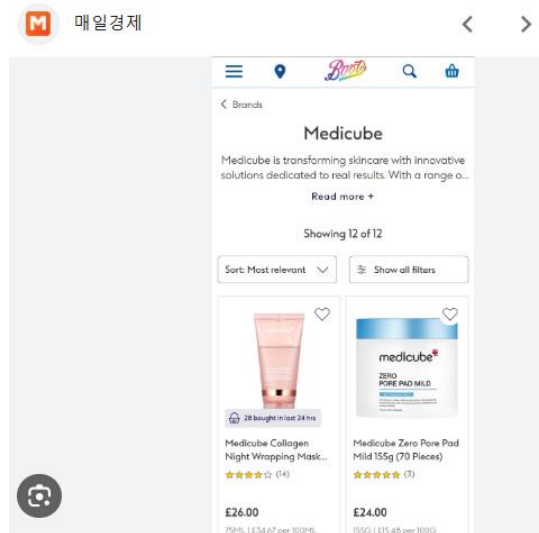 매일경제
Boots
Brands
Medicube
Medicube is transforming skincare with innovative
solutions dedicated to real results. With a range o...
Read more +
Showing 12 of 12
Sort: Most relevant
Show all filters
medicube
medicube
ZERO
PORE PAD MILD
28 bought in last 24 hrs
Medicube Collagen
Night Wrapping Mask...
(14)
£26.00
75ML | £34.67 per 100ML
Medicube Zero Pore Pad
Mild 155g (70 Pieces)
(3)
£24.00
155G | £15.48 per 100G